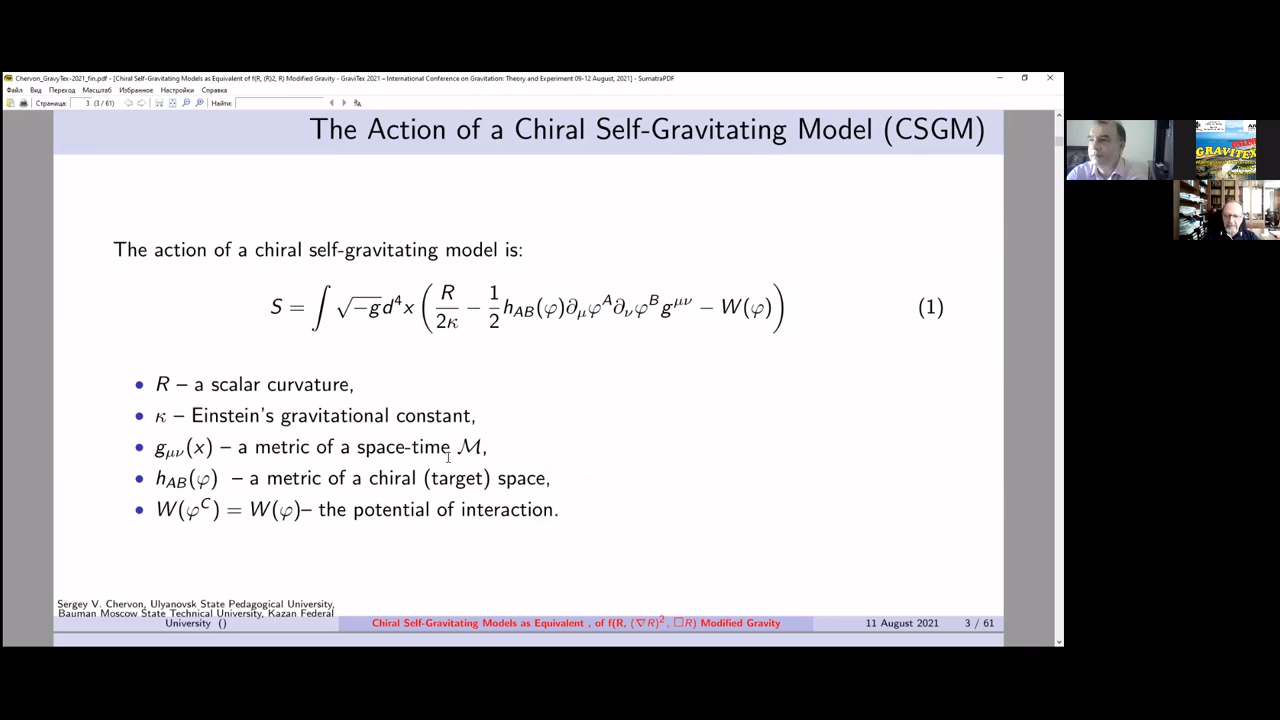 Chervon_GravyTex-2021_fin.pdf - [Chiral Self-Gravitating Models as Equivalent of f(R, (R)2, R) Modified Gravity - GraviTex 2021 – International Conference on Gravitation: Theory and Experiment 09-12 August, 2021] - SumatraPDF
Файл Вид Переход Масштаб Избранное Настройки Справка
Страница: 3 (3 / 61) Найти:
The Action of a Chiral Self-Gravitating Model (CSGM)
The action of a chiral self-gravitating model is:
S = ∫ √−g d⁴x ( R/2κ − 1/2 h_AB(φ)∂_μφ^A∂_νφ^B g^μν − W(φ) ) (1)
• R – a scalar curvature,
• κ – Einstein's gravitational constant,
• g_μν(x) – a metric of a space-time ℳ,
• h_AB(φ) – a metric of a chiral (target) space,
• W(φ^C) = W(φ)– the potential of interaction.
Sergey V. Chervon, Ulyanovsk State Pedagogical University,
Bauman Moscow State Technical University, Kazan Federal
University ()
Chiral Self-Gravitating Models as Equivalent , of f(R, (∇R)², □R) Modified Gravity
11 August 2021 3 / 61
GRAVITEX